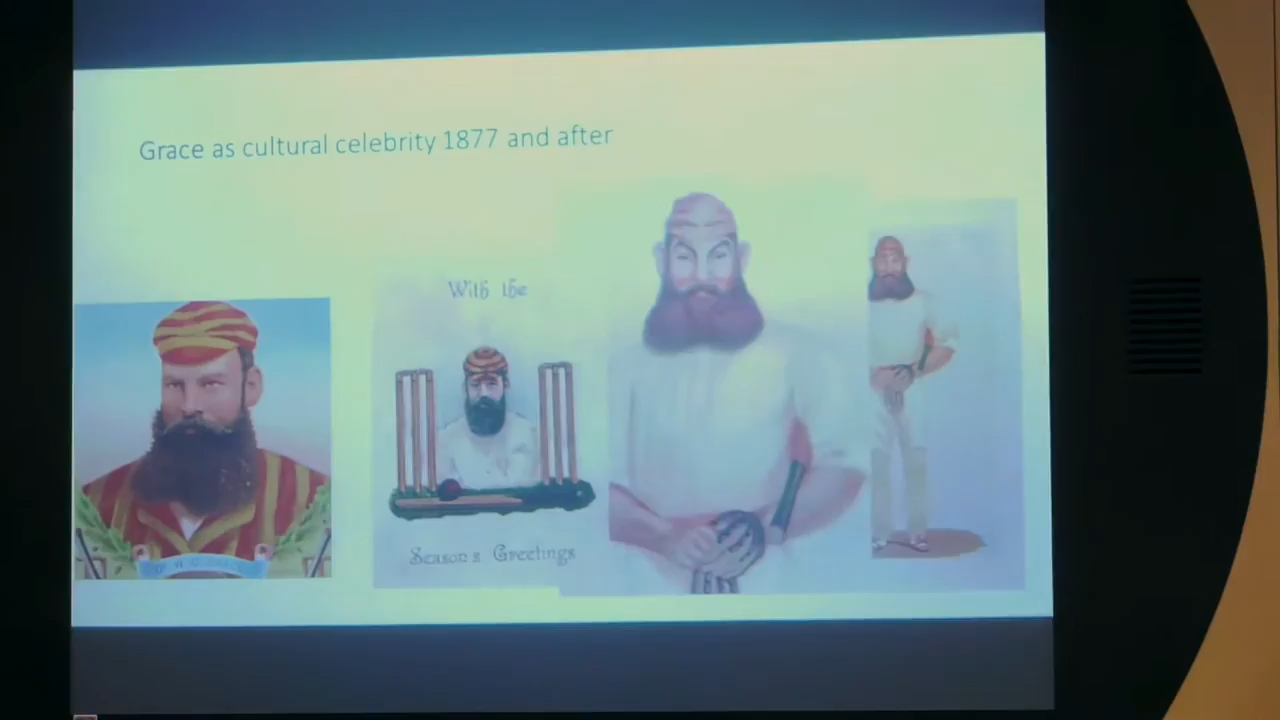 Grace as cultural celebrity 1877 and after
With the
Season's Greetings